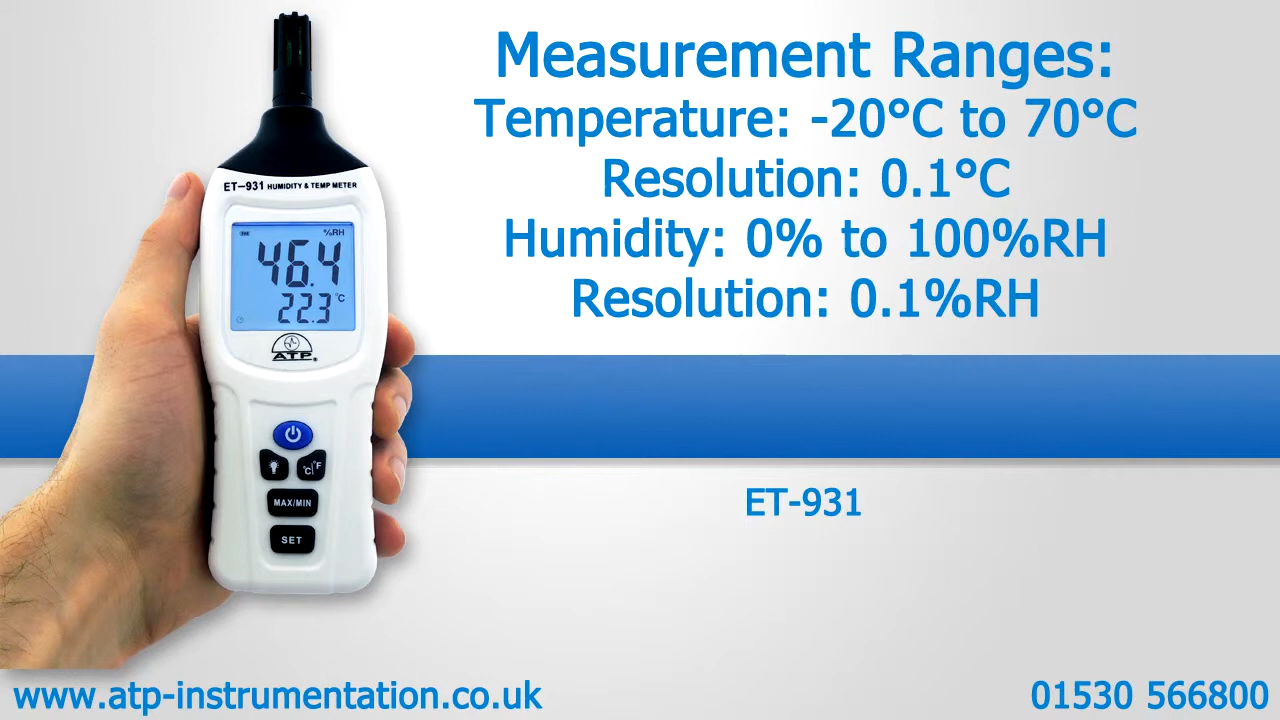 Measurement Ranges:
Temperature: -20°C to 70°C
Resolution: 0.1°C
Humidity: 0% to 100%RH
Resolution: 0.1%RH
ET-931 HUMIDITY & TEMP METER
%RH
46.4
22.3 °C
ATP®
°C/°F
MAX/MIN
SET
ET-931
www.atp-instrumentation.co.uk
01530 566800